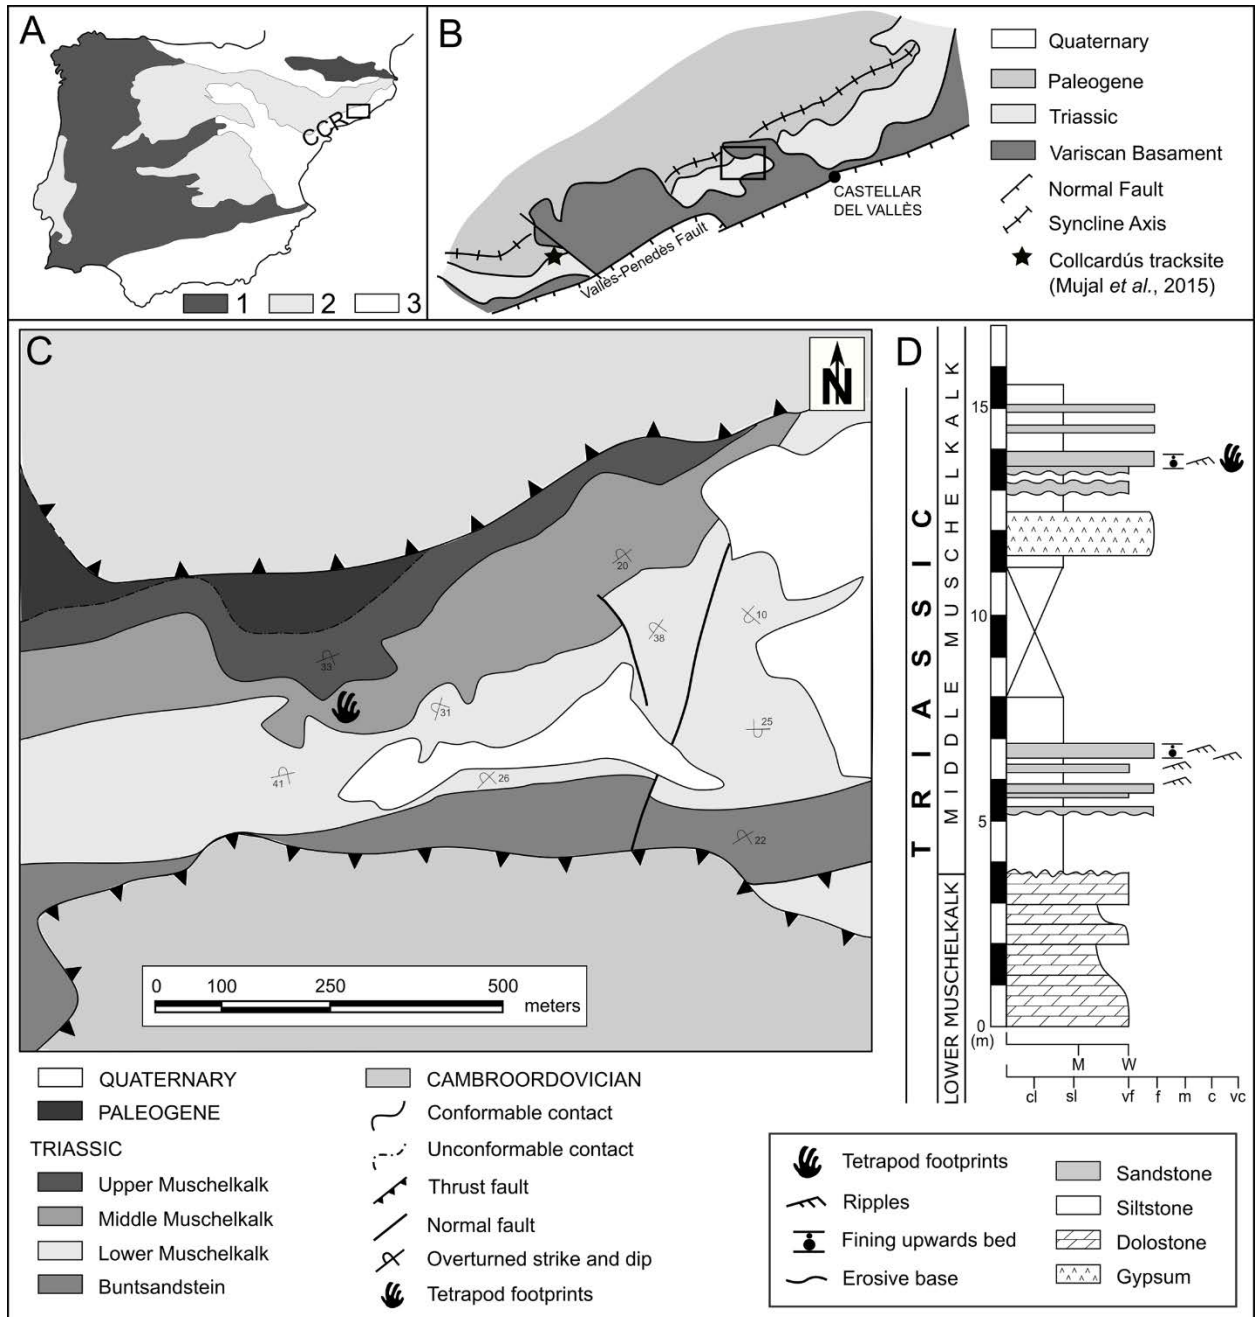 A
CCR
1 2 3
B
CASTELLAR
DEL VALLÈS
Vallès-Penedès Fault
Quaternary
Paleogene
Triassic
Variscan Basament
Normal Fault
Syncline Axis
Collcardús tracksite
(Mujal et al., 2015)
C
N
20
10
38
33
31
25
41
26
22
0 100 250 500
meters
QUATERNARY
PALEOGENE
TRIASSIC
Upper Muschelkalk
Middle Muschelkalk
Lower Muschelkalk
Buntsandstein
CAMBROORDOVICIAN
Conformable contact
Unconformable contact
Thrust fault
Normal fault
Overturned strike and dip
Tetrapod footprints
D
TRIASSIC
MIDDLE MUSCHELKALK
LOWER MUSCHELKALK
15
10
5
0
(m)
M W
cl sl vf f m c vc
Tetrapod footprints
Ripples
Fining upwards bed
Erosive base
Sandstone
Siltstone
Dolostone
Gypsum